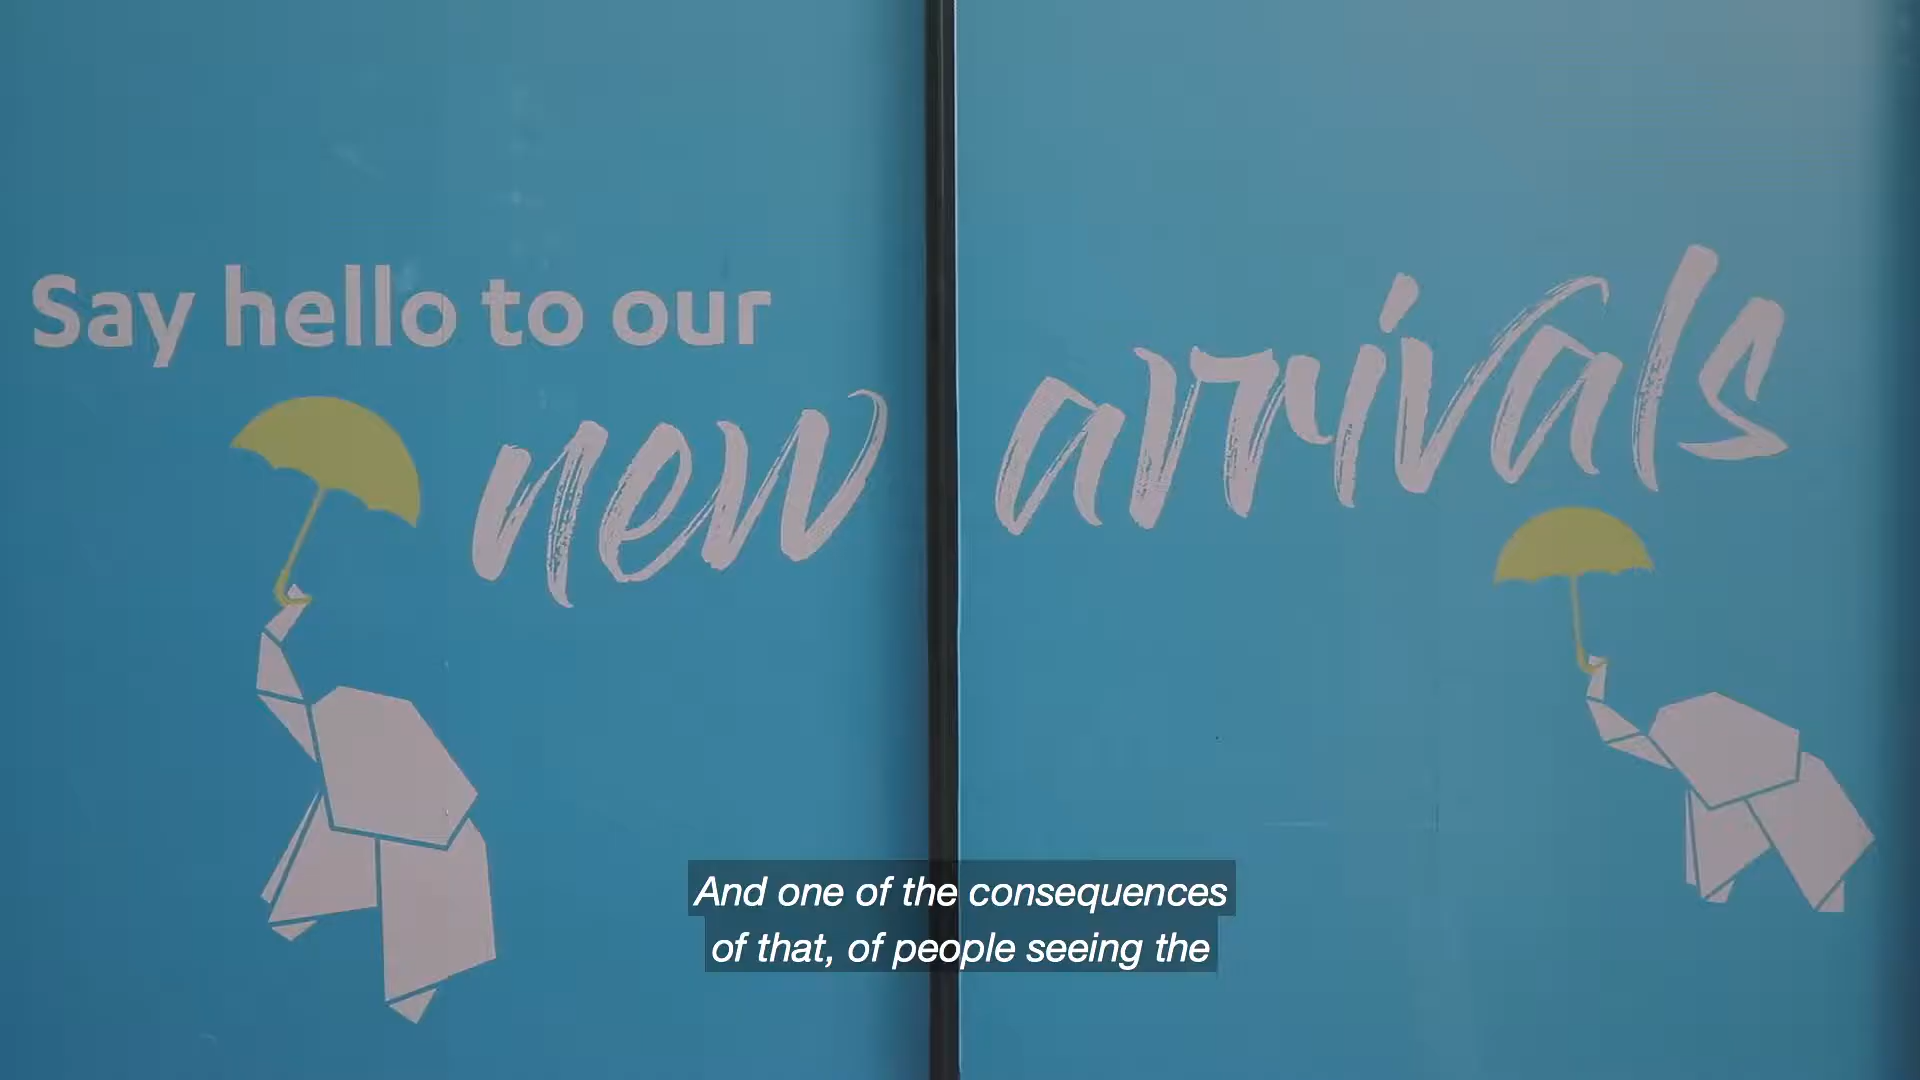 Say hello to our
new arrivals
And one of the consequences
of that, of people seeing the